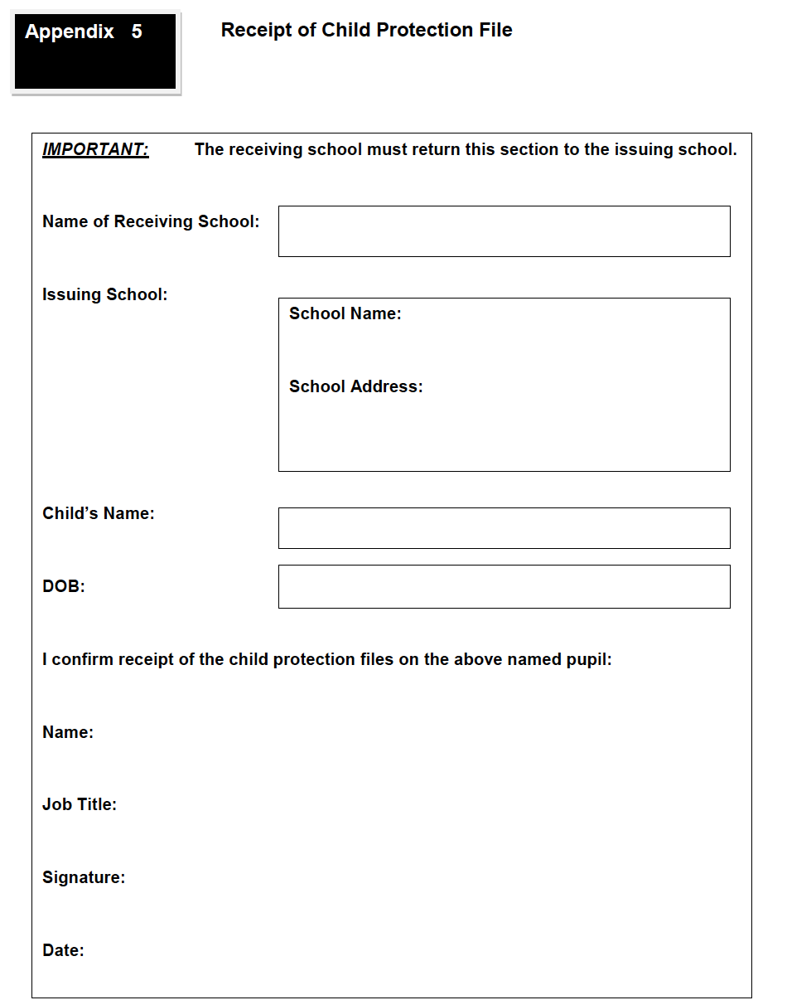 Appendix 5
Receipt of Child Protection File
IMPORTANT: The receiving school must return this section to the issuing school.
Name of Receiving School:
Issuing School:
School Name:
School Address:
Child’s Name:
DOB:
I confirm receipt of the child protection files on the above named pupil:
Name:
Job Title:
Signature:
Date: